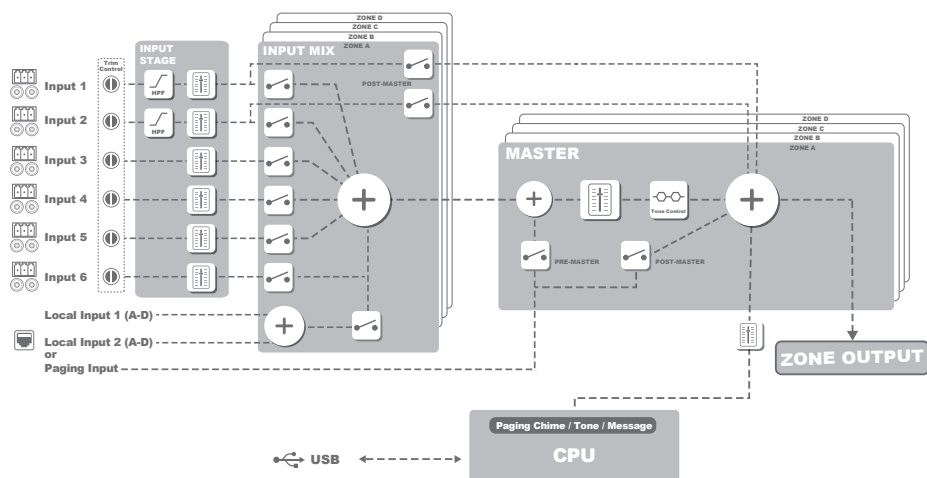 ZONE D
ZONE C
ZONE B
ZONE A
INPUT
STAGE
INPUT MIX
Trim
Control
POST-MASTER
Input 1
HPF
Input 2
HPF
Input 3
Input 4
Input 5
Input 6
Local Input 1 (A-D)
Local Input 2 (A-D)
or
Paging Input
ZONE D
ZONE C
ZONE B
ZONE A
MASTER
Tone Control
PRE-MASTER
POST-MASTER
ZONE OUTPUT
Paging Chime / Tone / Message
CPU
USB